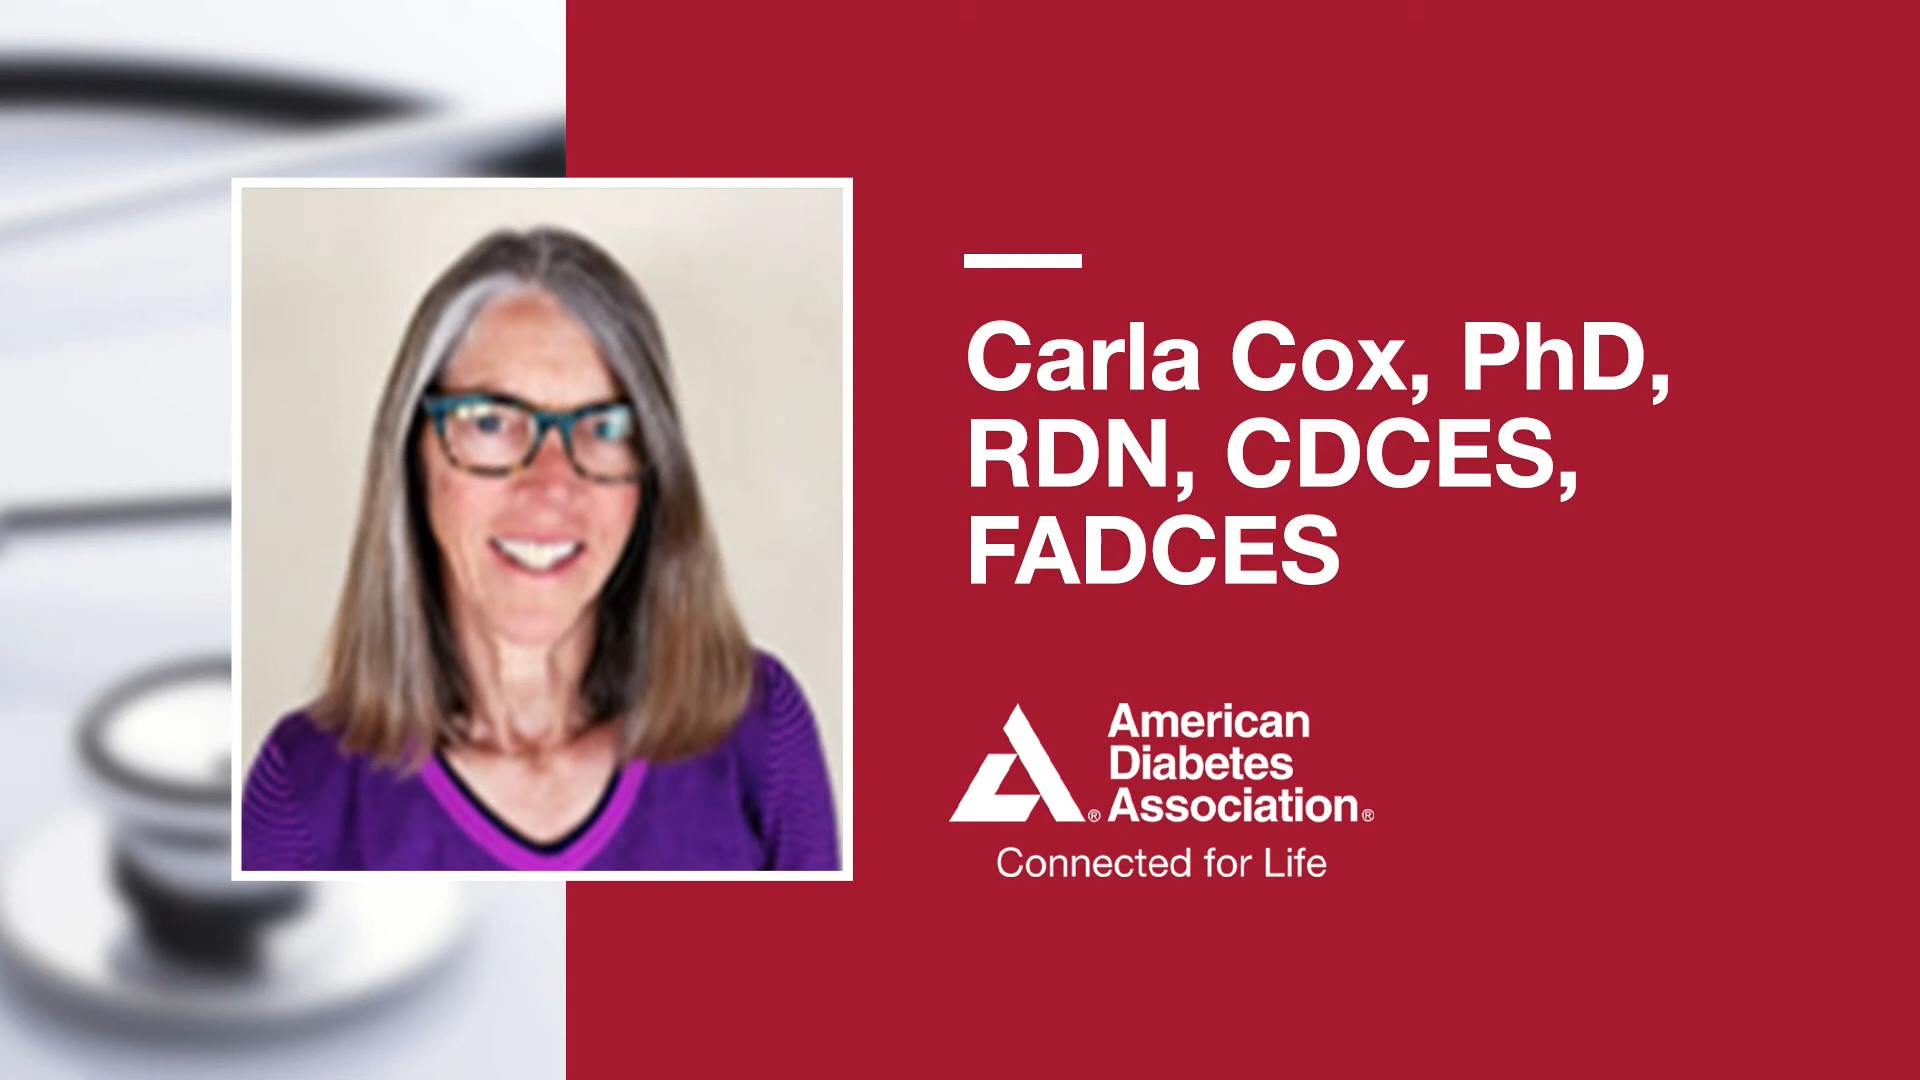 Carla Cox, PhD,
RDN, CDCES,
FADCES
American
Diabetes
® Association®
Connected for Life